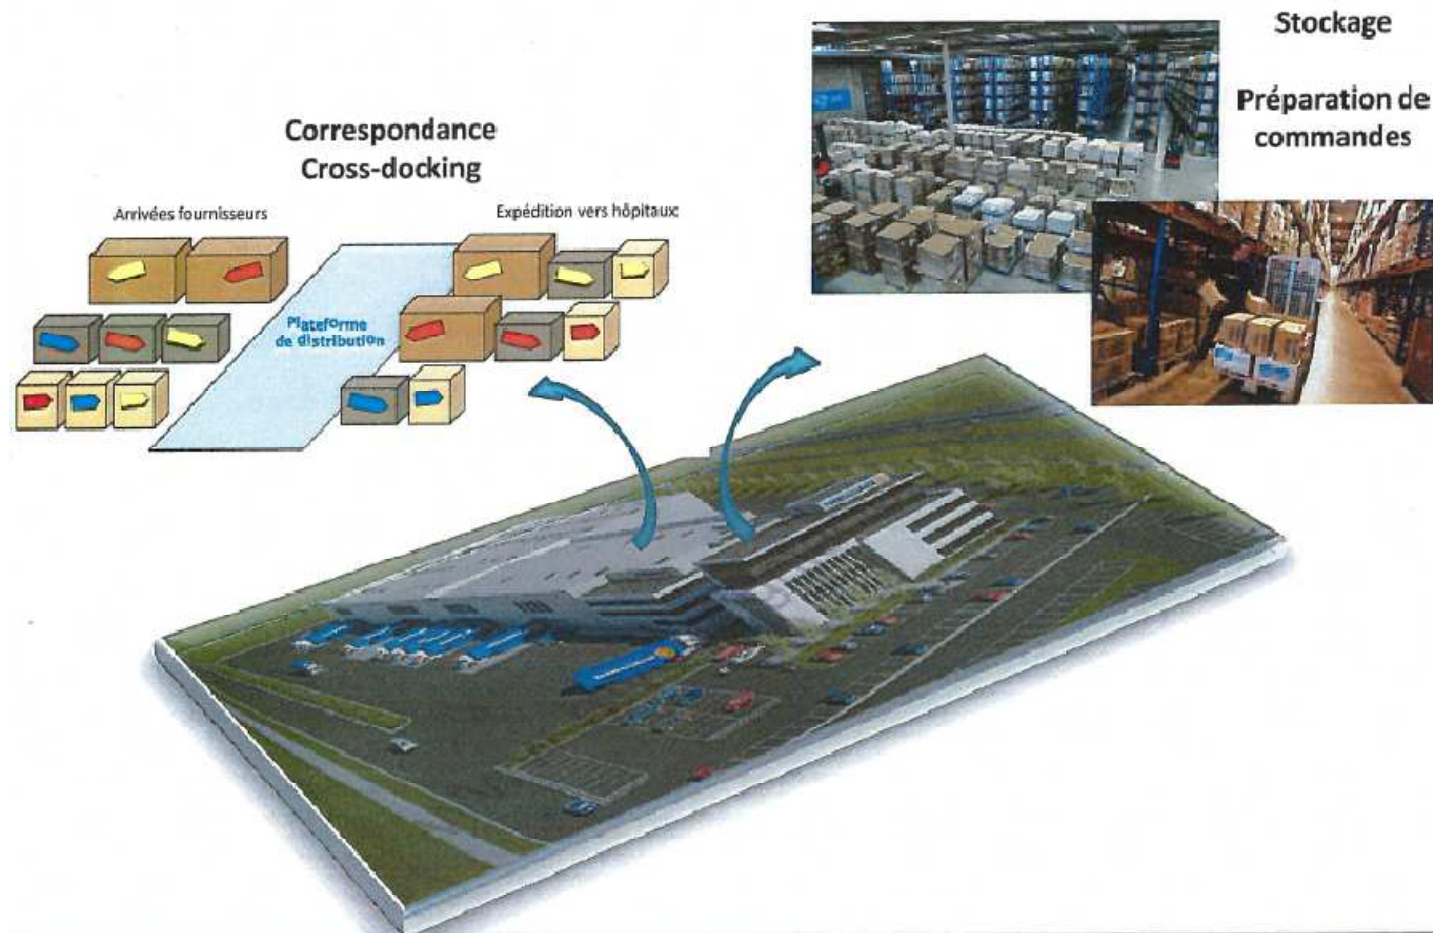 Correspondance
Cross-docking
Arrivées fournisseurs
Expédition vers hôpitaux
Plateforme
de distribution
Stockage
Préparation de
commandes